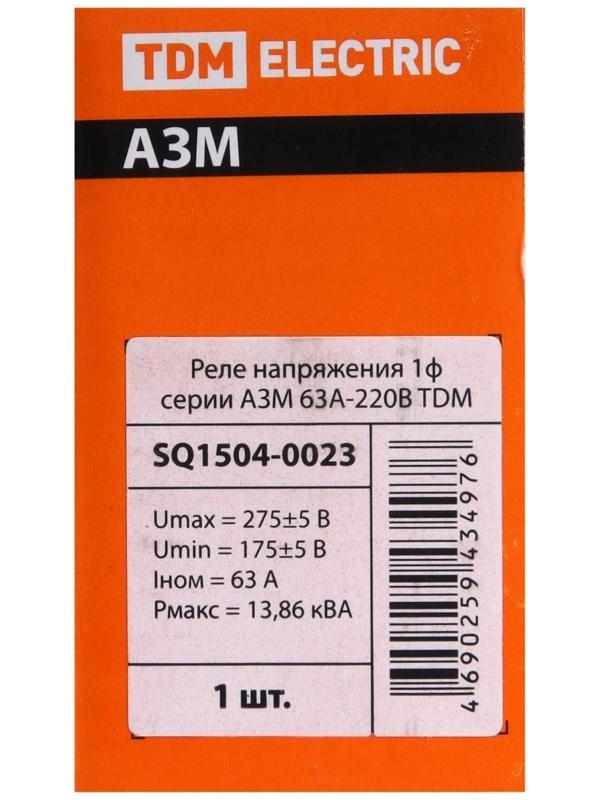 TDM ELECTRIC
АЗМ
Реле напряжения 1ф
серии АЗМ 63А-220В TDM
SQ1504-0023
Umax = 275±5 В
Umin = 175±5 В
Iном = 63 А
Рмакс = 13,86 кВА
1 шт.
4690259434976